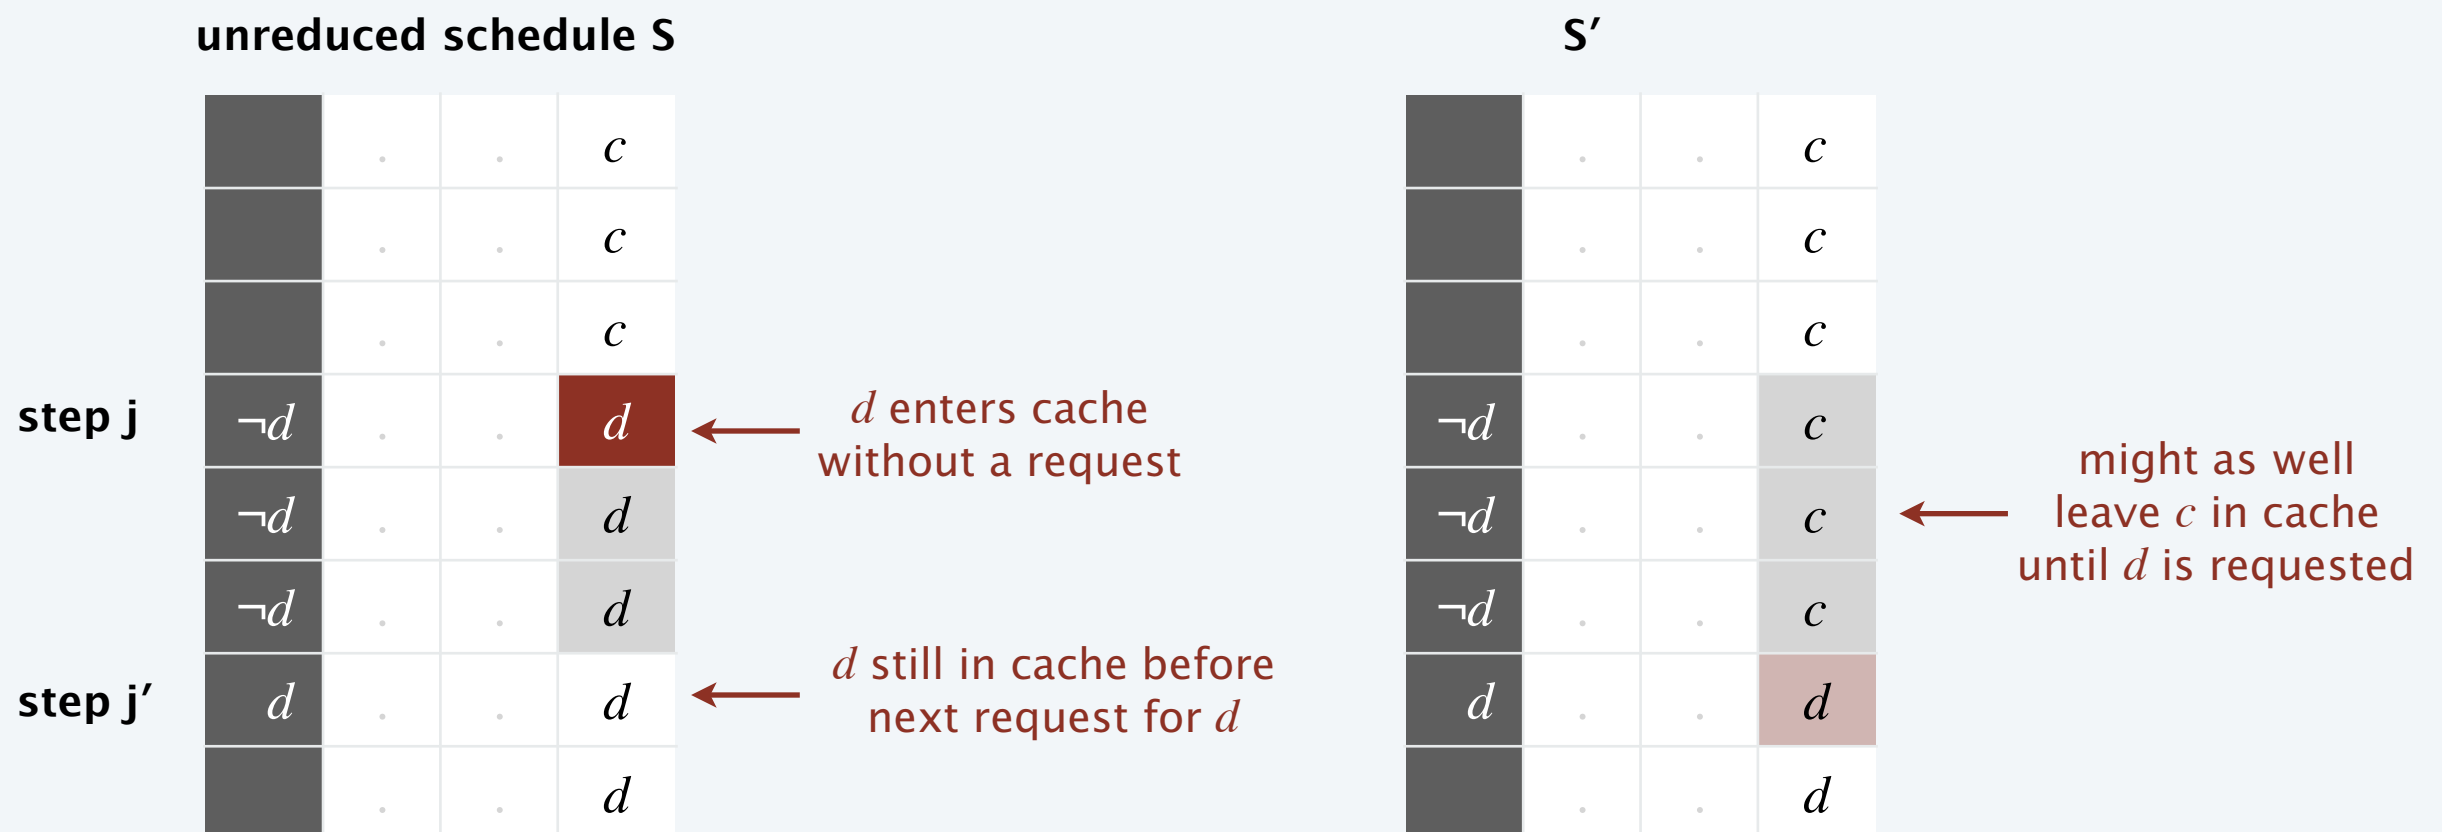 unreduced schedule S
S′
. . c
. . c
. . c
step j ¬d . . d
d enters cache
without a request
¬d . . d
¬d . . d
step j′ d . . d
d still in cache before
next request for d
. . d
. . c
. . c
. . c
¬d . . c
¬d . . c
¬d . . c
might as well
leave c in cache
until d is requested
d . . d
. . d